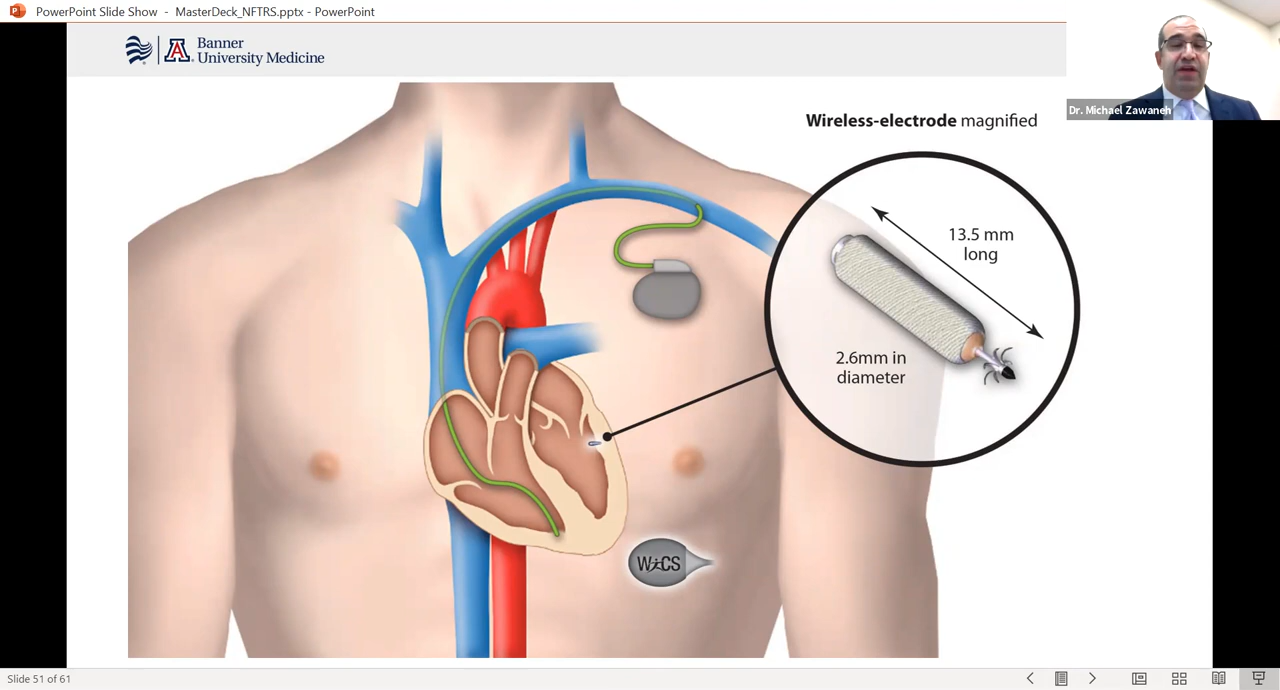 PowerPoint Slide Show - MasterDeck_NFTRS.pptx - PowerPoint
Banner
University Medicine
A
Dr. Michael Zawaneh
Wireless-electrode magnified
13.5 mm
long
2.6mm in
diameter
WiCS
Slide 51 of 61